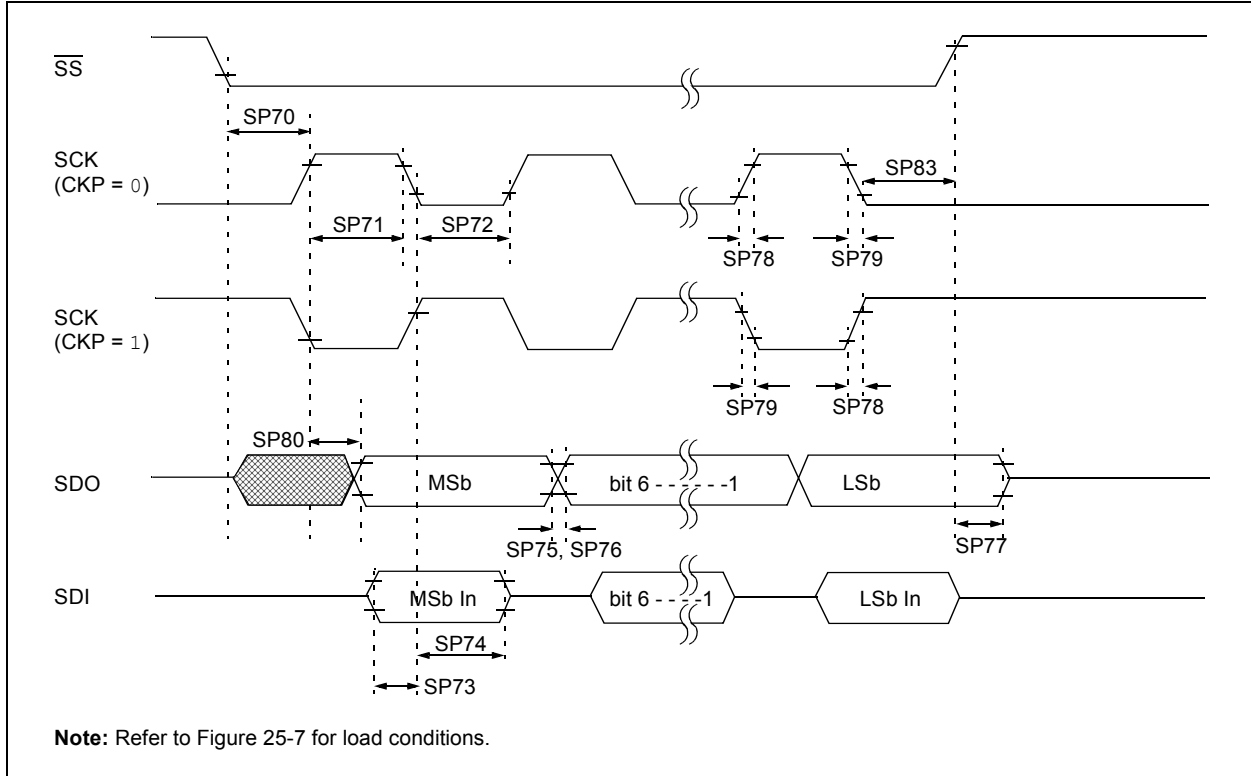 SS
SP70
SCK
(CKP = 0)
SP83
SP71
SP72
SP78
SP79
SCK
(CKP = 1)
SP79
SP78
SP80
SDO
MSb
bit 6 - - - - - -1
LSb
SP75, SP76
SP77
SDI
MSb In
bit 6 - - - -1
LSb In
SP74
SP73
Note: Refer to Figure 25-7 for load conditions.